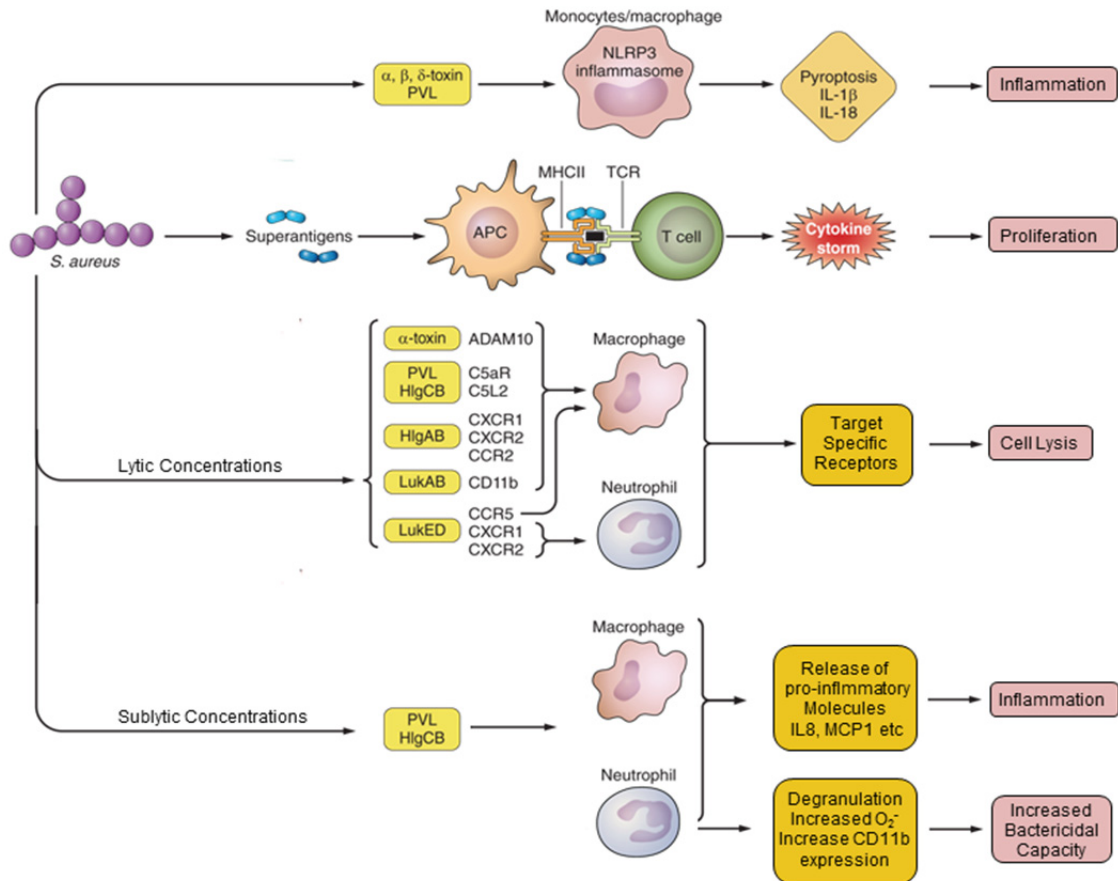 Monocytes/macrophage
NLRP3
inflammasome
α, β, δ-toxin
PVL
Pyroptosis
IL-1β
IL-18
Inflammation
MHCII
TCR
S. aureus
Superantigens
APC
T cell
Cytokine
storm
Proliferation
Lytic Concentrations
α-toxin
ADAM10
PVL
HlgCB
C5aR
C5L2
HlgAB
CXCR1
CXCR2
CCR2
LukAB
CD11b
LukED
CCR5
CXCR1
CXCR2
Macrophage
Neutrophil
Target
Specific
Receptors
Cell Lysis
Sublytic Concentrations
PVL
HlgCB
Macrophage
Neutrophil
Release of
pro-inflmmatory
Molecules
IL8, MCP1 etc
Inflammation
Degranulation
Increased O₂⁻
Increase CD11b
expression
Increased
Bactericidal
Capacity